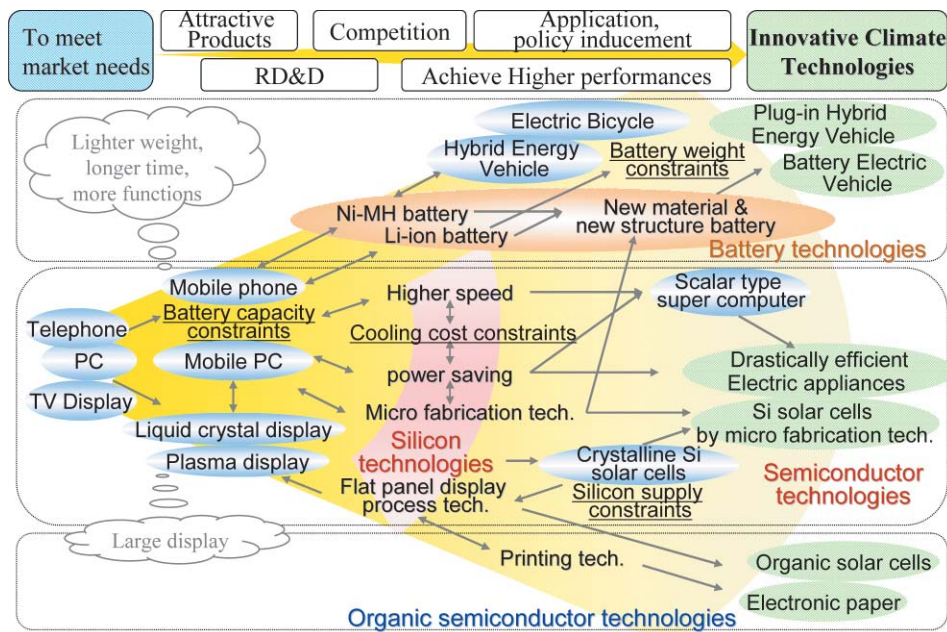 To meet
market needs
Attractive
Products
Competition
Application,
policy inducement
RD&D
Achieve Higher performances
Innovative Climate
Technologies
Lighter weight,
longer time,
more functions
Electric Bicycle
Hybrid Energy
Vehicle
Battery weight
constraints
Plug-in Hybrid
Energy Vehicle
Battery Electric
Vehicle
Ni-MH battery
Li-ion battery
New material &
new structure battery
Battery technologies
Mobile phone
Battery capacity
constraints
Telephone
PC
TV Display
Mobile PC
Liquid crystal display
Plasma display
Higher speed
Cooling cost constraints
power saving
Micro fabrication tech.
Silicon
technologies
Flat panel display
process tech.
Scalar type
super computer
Drastically efficient
Electric appliances
Si solar cells
by micro fabrication tech.
Crystalline Si
solar cells
Silicon supply
constraints
Semiconductor
technologies
Large display
Printing tech.
Organic solar cells
Electronic paper
Organic semiconductor technologies